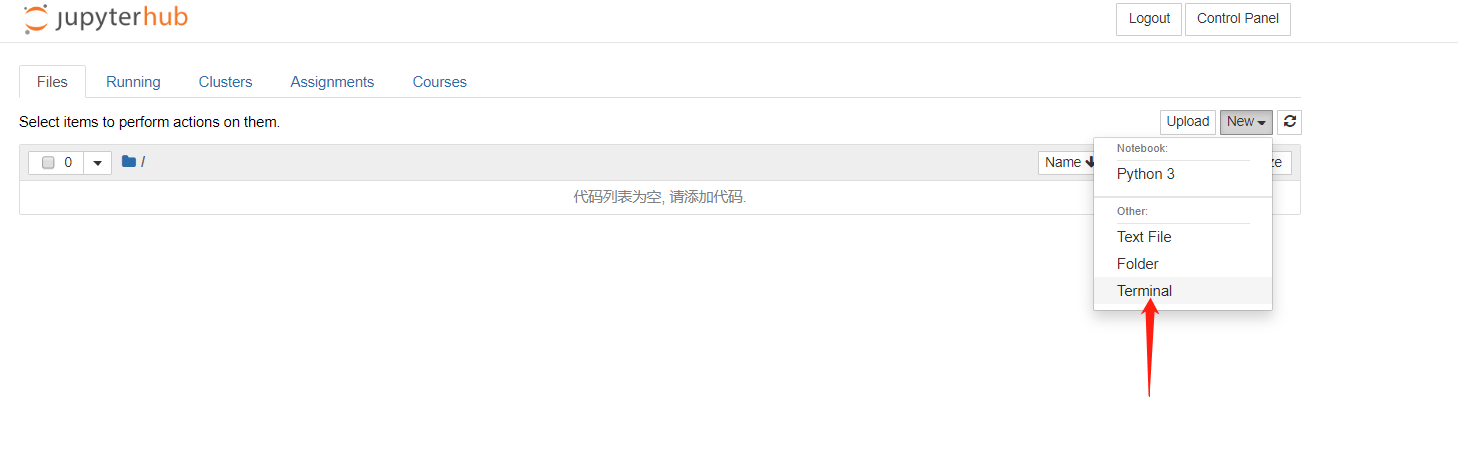 jupyterhub
Logout Control Panel
Files Running Clusters Assignments Courses
Select items to perform actions on them.
Upload New
0 / Name
Notebook:
Python 3
代码列表为空, 请添加代码.
Other:
Text File
Folder
Terminal